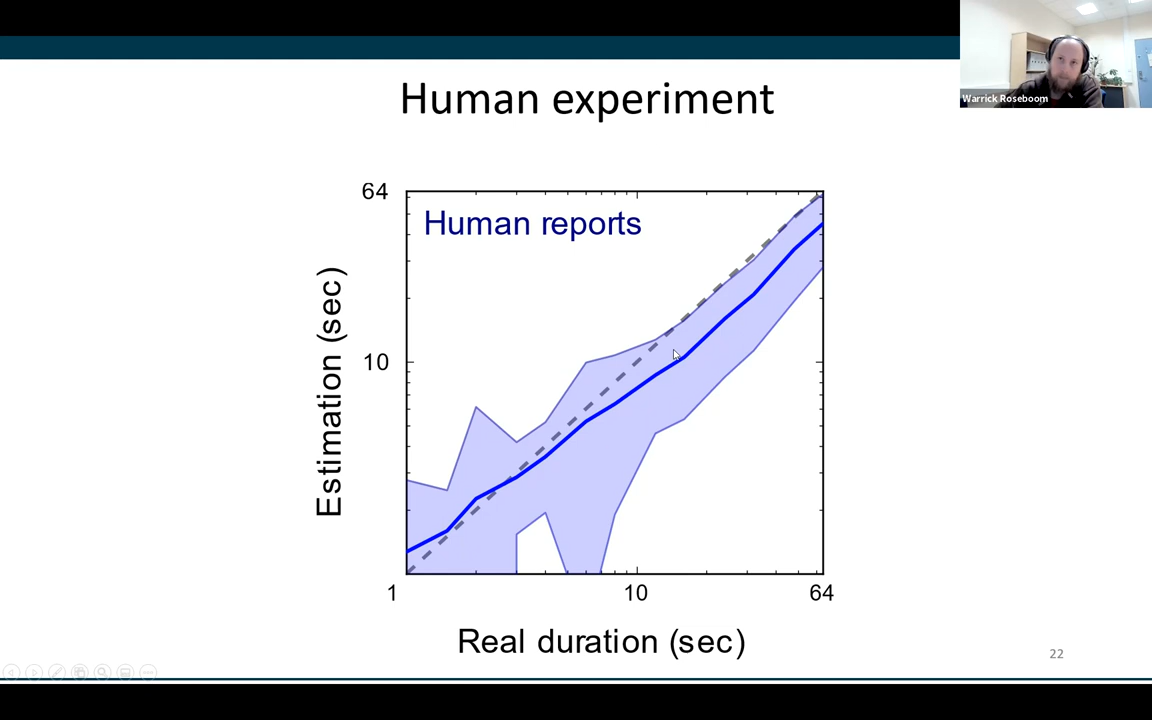 Human experiment
Warrick Roseboom
64
Human reports
10
Estimation (sec)
1
10
64
Real duration (sec)
22